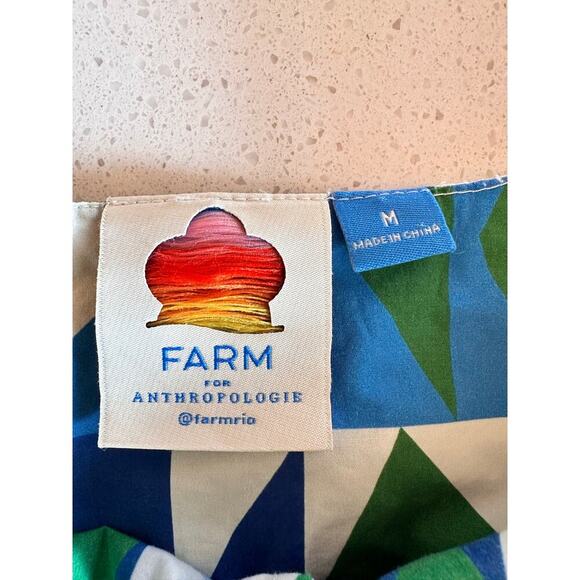 FARM
FOR
ANTHROPOLOGIE
@farmrio
M
MADE IN CHINA